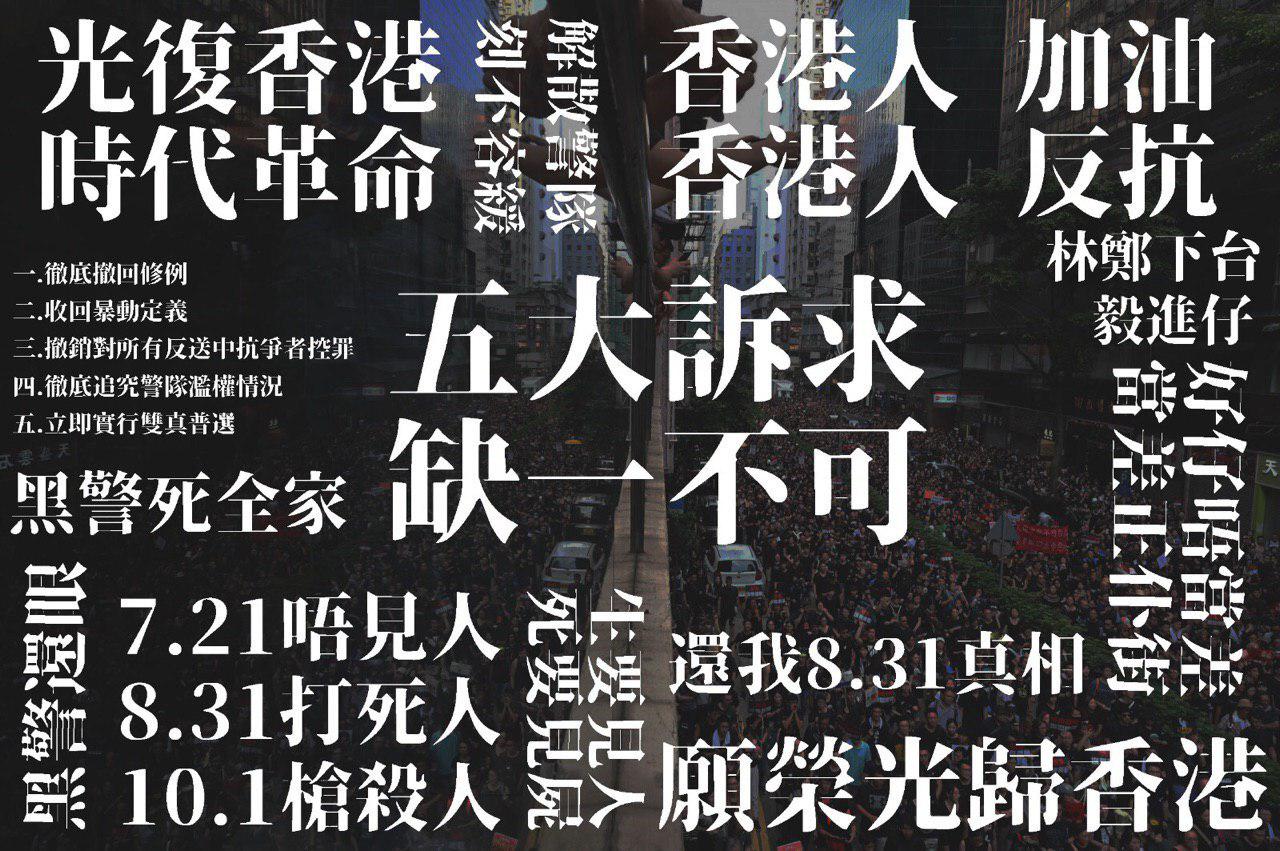 光復香港
時代革命
解散警隊
刻不容緩
香港人 加油
香港人 反抗
林鄭下台
毅進仔
好仔唔當差
當差正仆街
一.徹底撤回修例
二.收回暴動定義
三.撤銷對所有反送中抗爭者控罪
四.徹底追究警隊濫權情況
五.立即實行雙真普選
五大訴求
缺一不可
黑警死全家
黑警還眼
7.21唔見人
8.31打死人
10.1槍殺人
生要見人
死要見屍
還我8.31真相
願榮光歸香港